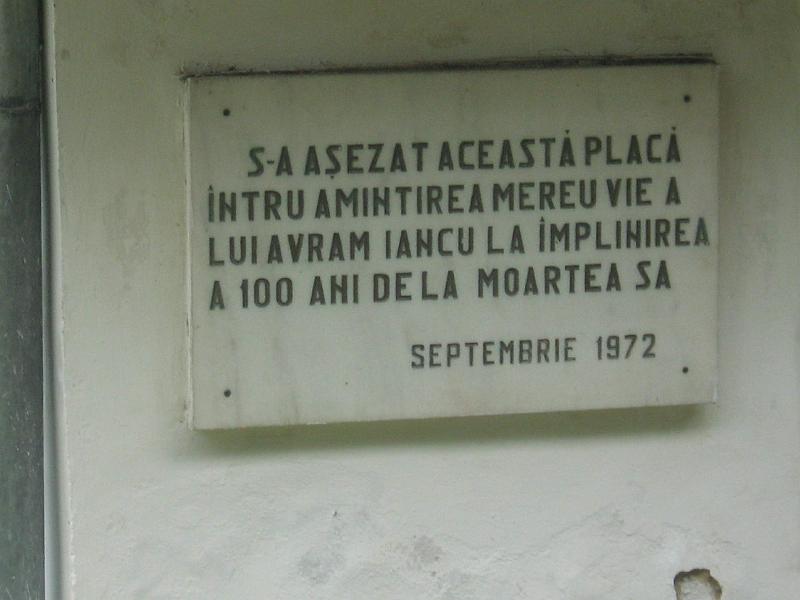 S-A AȘEZAT ACEASTĂ PLACĂ
ÎNTRU AMINTIREA MEREU VIE A
LUI AVRAM IANCU LA ÎMPLINIREA
A 100 ANI DE LA MOARTEA SA
SEPTEMBRIE 1972